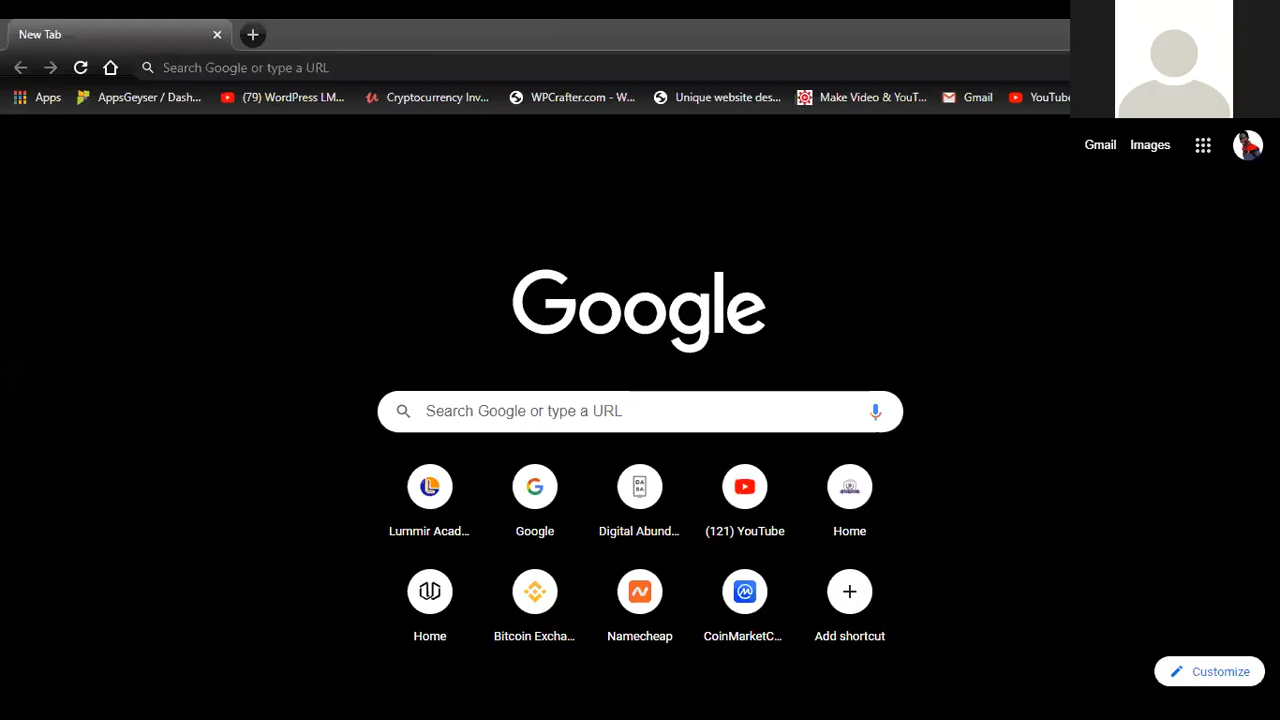 New Tab
Search Google or type a URL
Apps AppsGeyser / Dash... (79) WordPress LM... Cryptocurrency Inv... WPCrafter.com - W... Unique website des... Make Video & YouT... Gmail YouTube
Gmail Images
Google
Search Google or type a URL
Lummir Acad... Google Digital Abund... (121) YouTube Home
Home Bitcoin Excha... Namecheap CoinMarketC... Add shortcut
Customize